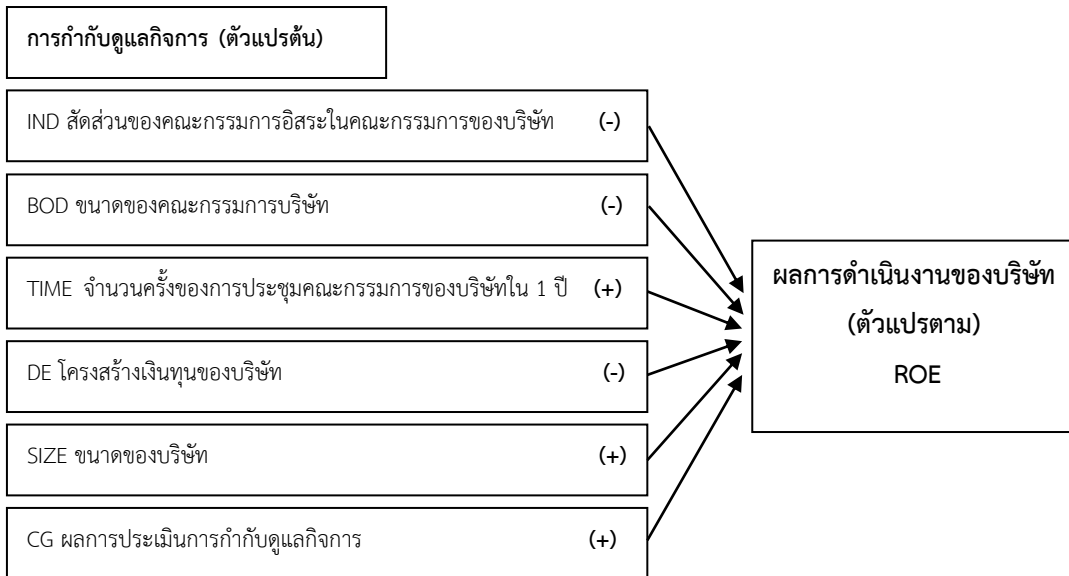 การกำกับดูแลกิจการ (ตัวแปรต้น)
IND สัดส่วนของคณะกรรมการอิสระในคณะกรรมการของบริษัท (-)
BOD ขนาดของคณะกรรมการบริษัท (-)
TIME จำนวนครั้งของการประชุมคณะกรรมการของบริษัทใน 1 ปี (+)
DE โครงสร้างเงินทุนของบริษัท (-)
SIZE ขนาดของบริษัท (+)
CG ผลการประเมินการกำกับดูแลกิจการ (+)
ผลการดำเนินงานของบริษัท
(ตัวแปรตาม)
ROE